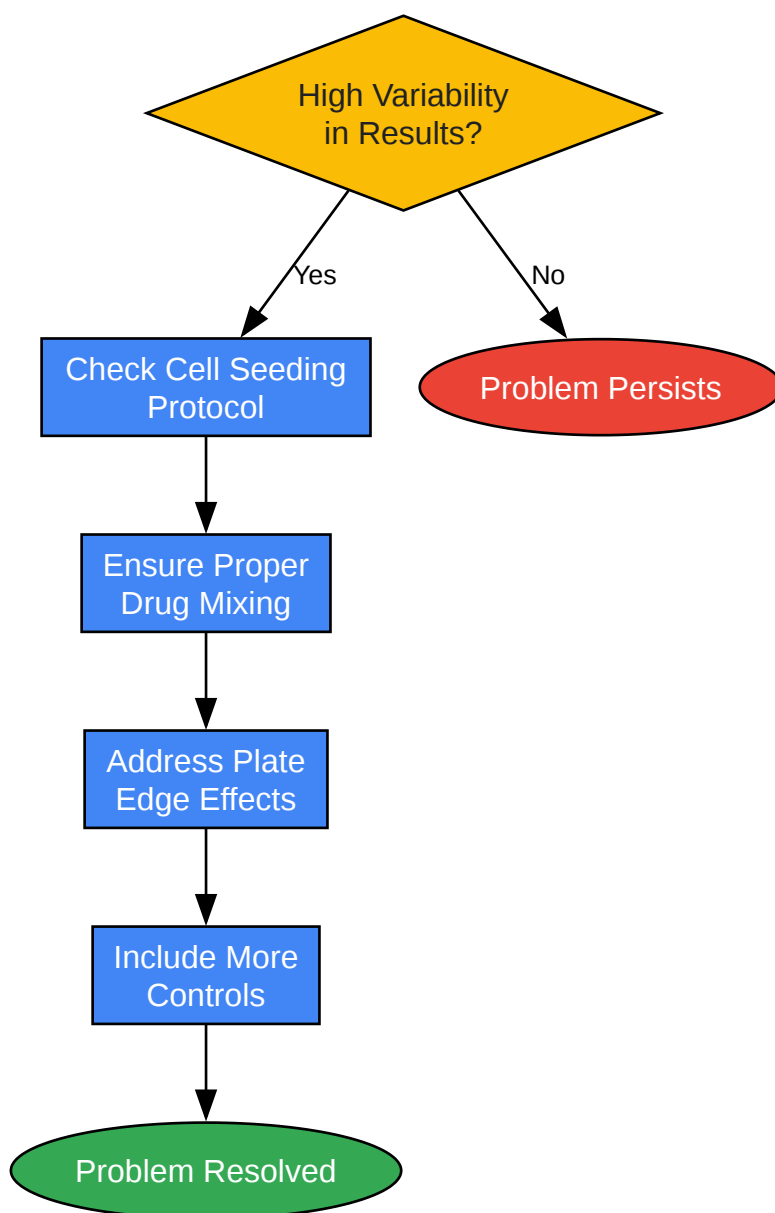 High Variability
in Results?
Yes
No
Check Cell Seeding
Protocol
Problem Persists
Ensure Proper
Drug Mixing
Address Plate
Edge Effects
Include More
Controls
Problem Resolved